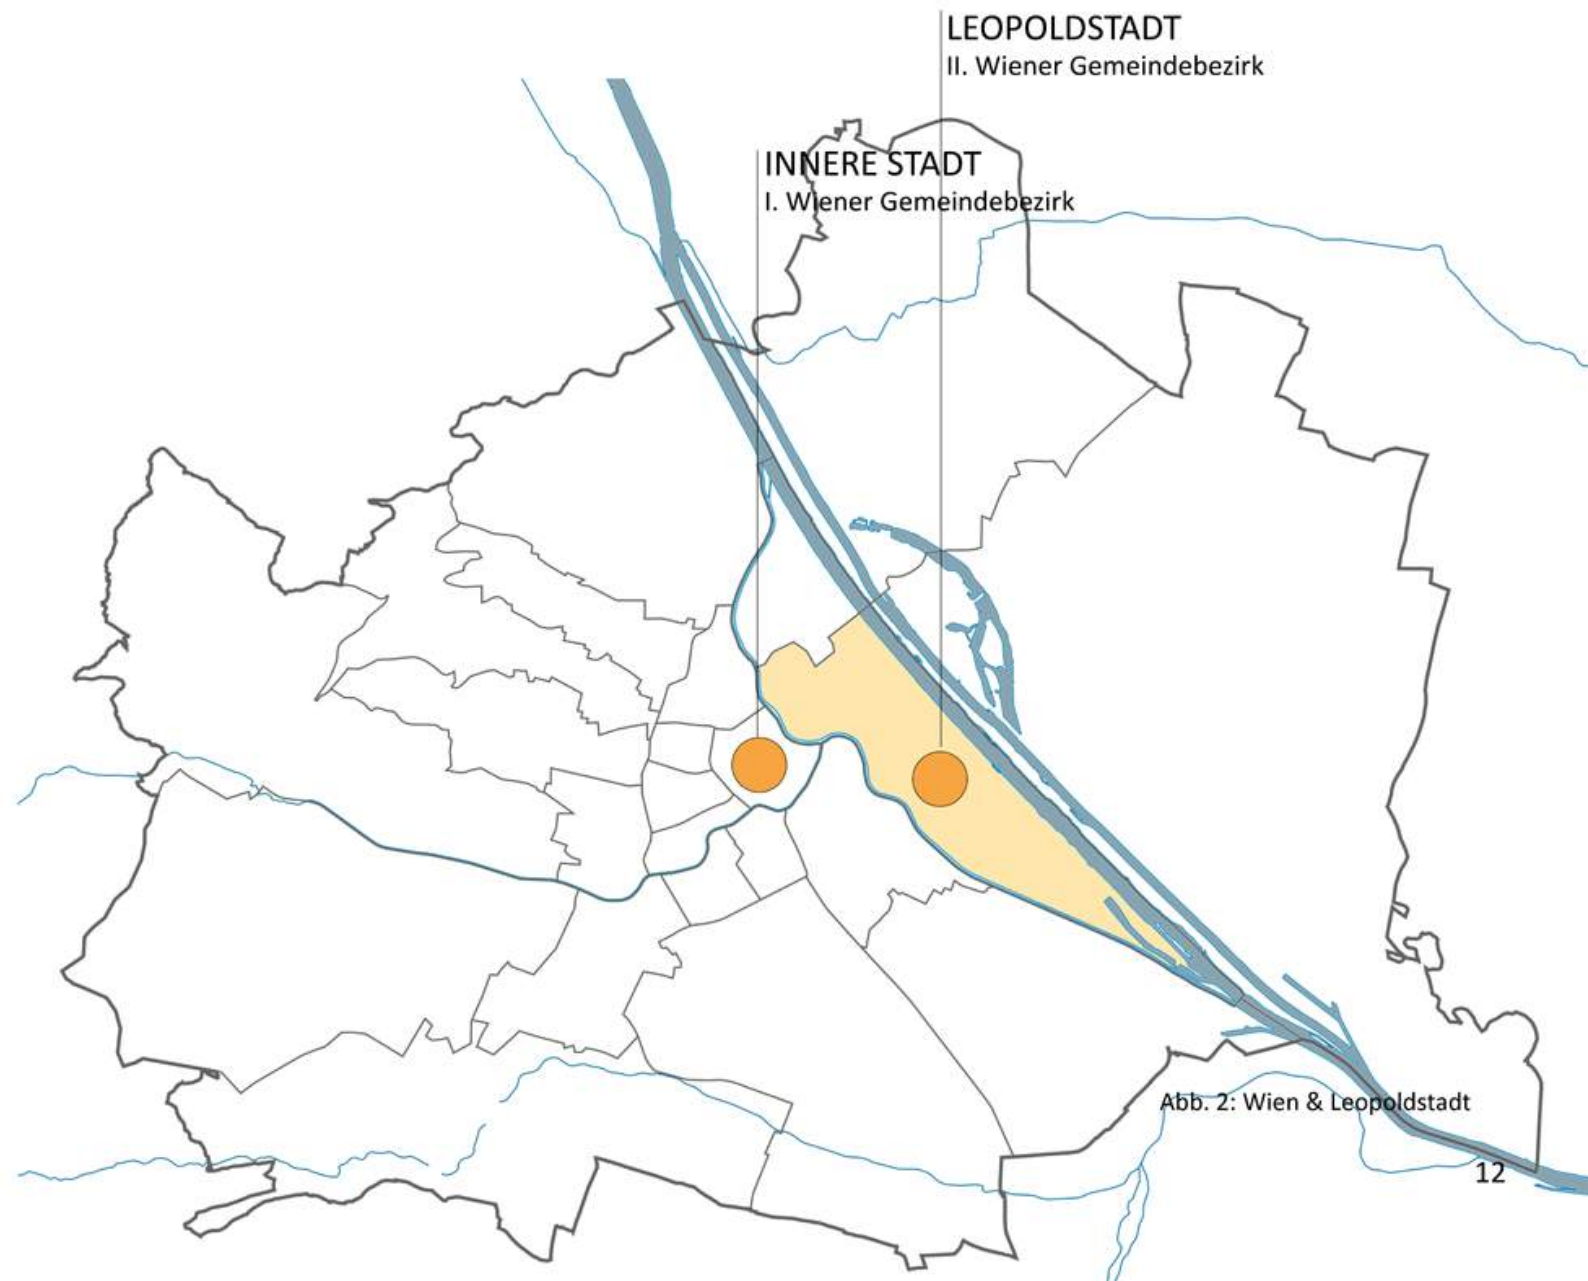 LEOPOLDSTADT
II. Wiener Gemeindebezirk
INNERE STADT
I. Wiener Gemeindebezirk
Abb. 2: Wien & Leopoldstadt
12